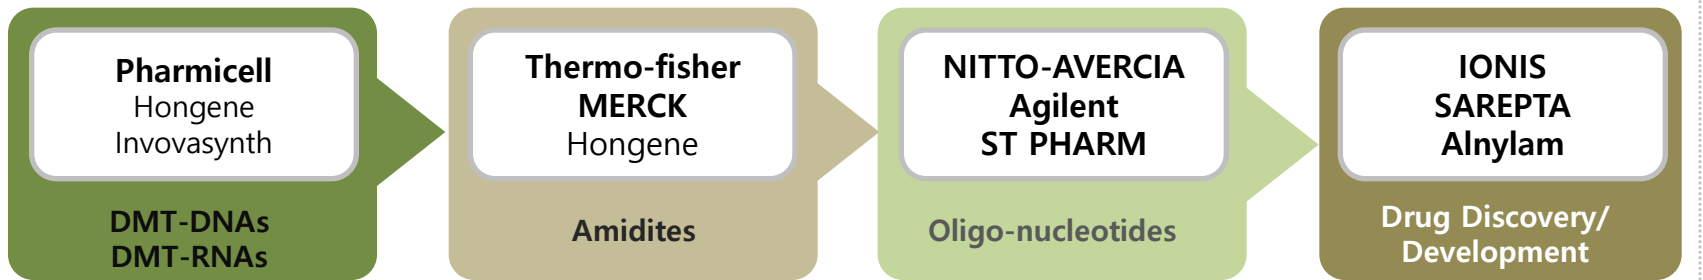 Pharmicell
Hongene
Invovasynth
DMT-DNAs
DMT-RNAs
Thermo-fisher
MERCK
Hongene
Amidites
NITTO-AVERCIA
Agilent
ST PHARM
Oligo-nucleotides
IONIS
SAREPTA
Alnylam
Drug Discovery/
Development